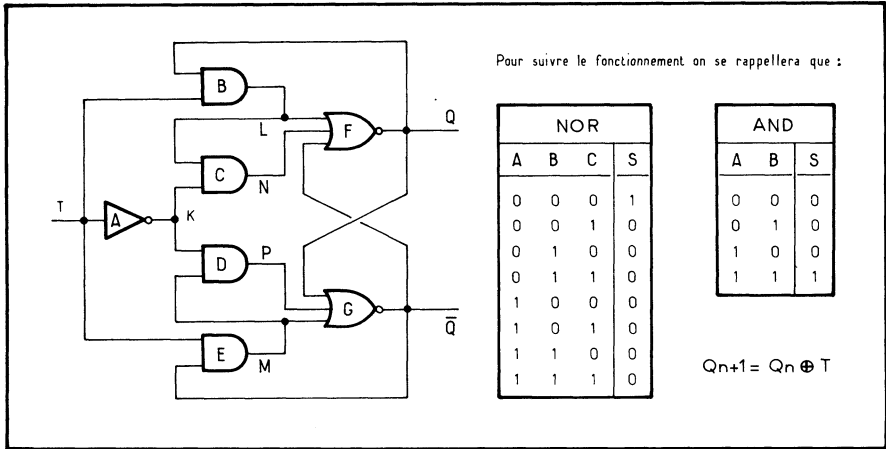 Pour suivre le fonctionnement on se rappellera que :
B
L
F
Q
C
N
T
A
K
D
P
G
Q̅
E
M
NOR
A B C S
0 0 0 1
0 0 1 0
0 1 0 0
0 1 1 0
1 0 0 0
1 0 1 0
1 1 0 0
1 1 1 0
AND
A B S
0 0 0
0 1 0
1 0 0
1 1 1
Qn+1 = Qn ⊕ T